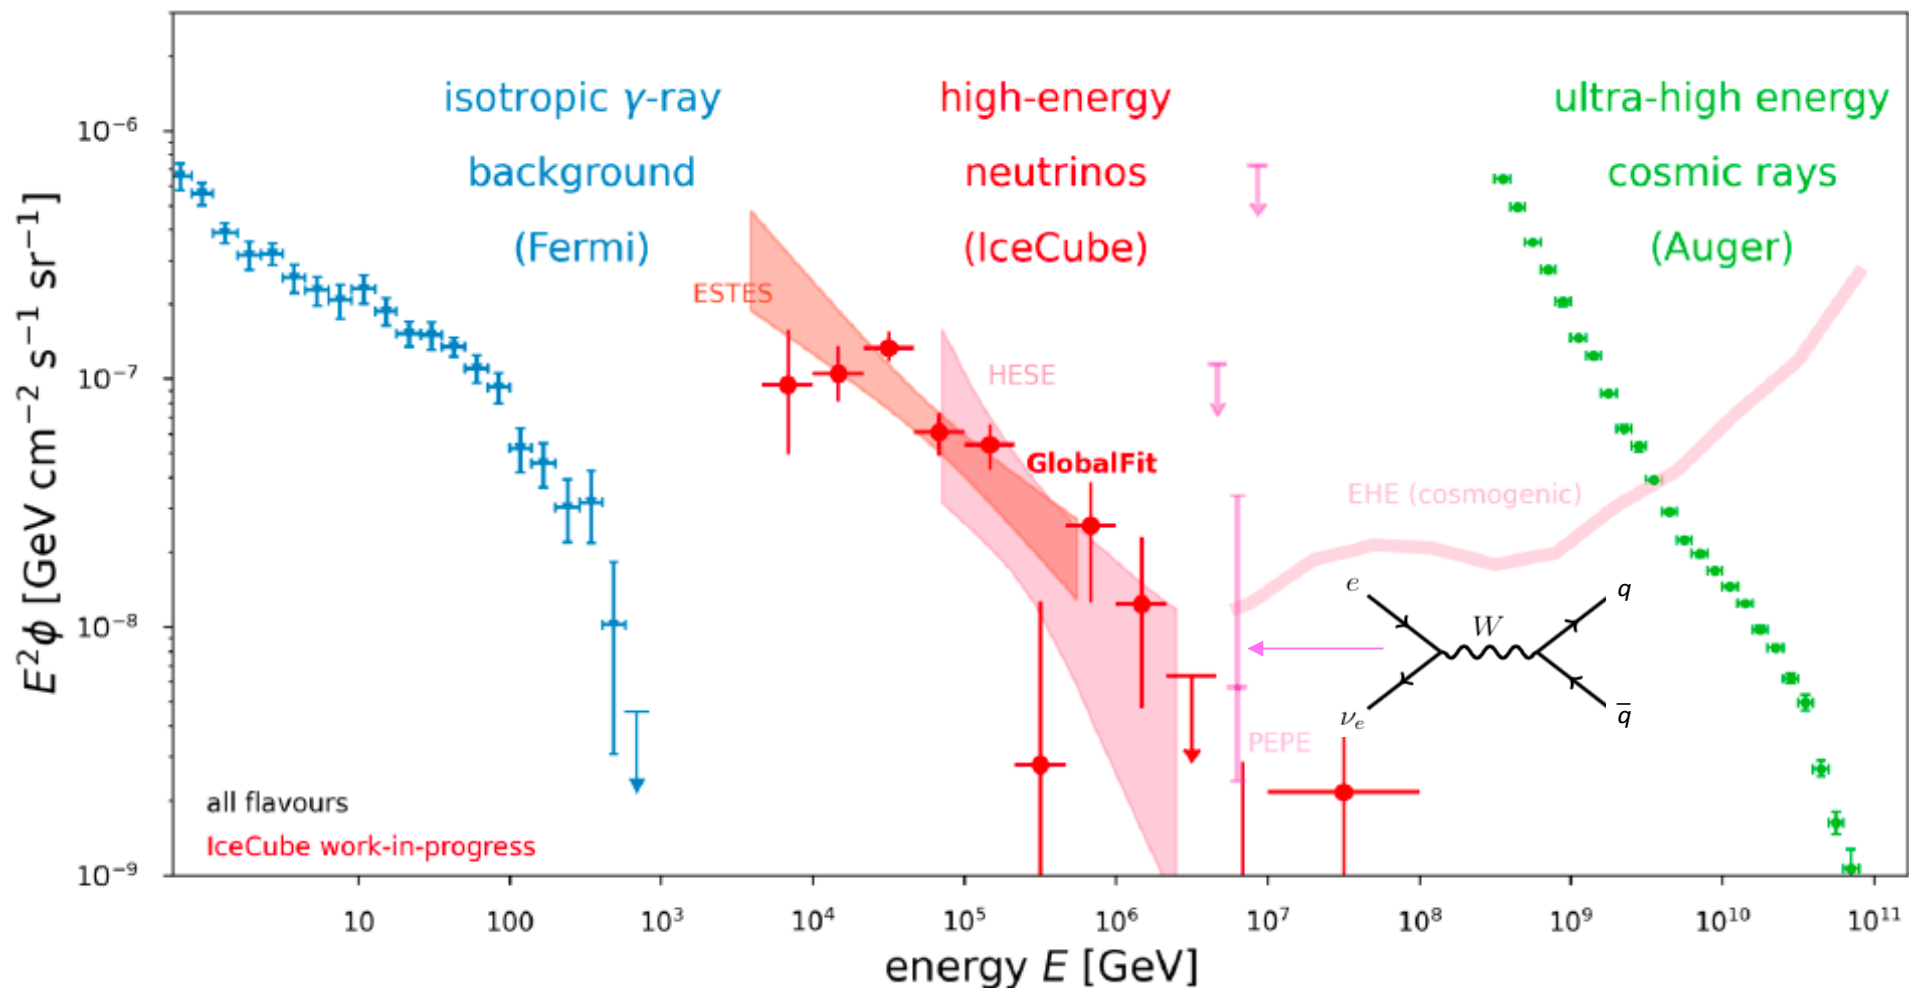 isotropic γ-ray
background
(Fermi)
high-energy
neutrinos
(IceCube)
ultra-high energy
cosmic rays
(Auger)
10⁻⁶
10⁻⁷
10⁻⁸
10⁻⁹
E²ϕ [GeV cm⁻² s⁻¹ sr⁻¹]
ESTES
HESE
GlobalFit
EHE (cosmogenic)
e
q
W
νₑ
q̅
PEPE
all flavours
IceCube work-in-progress
10
100
10³
10⁴
10⁵
10⁶
10⁷
10⁸
10⁹
10¹⁰
10¹¹
energy E [GeV]